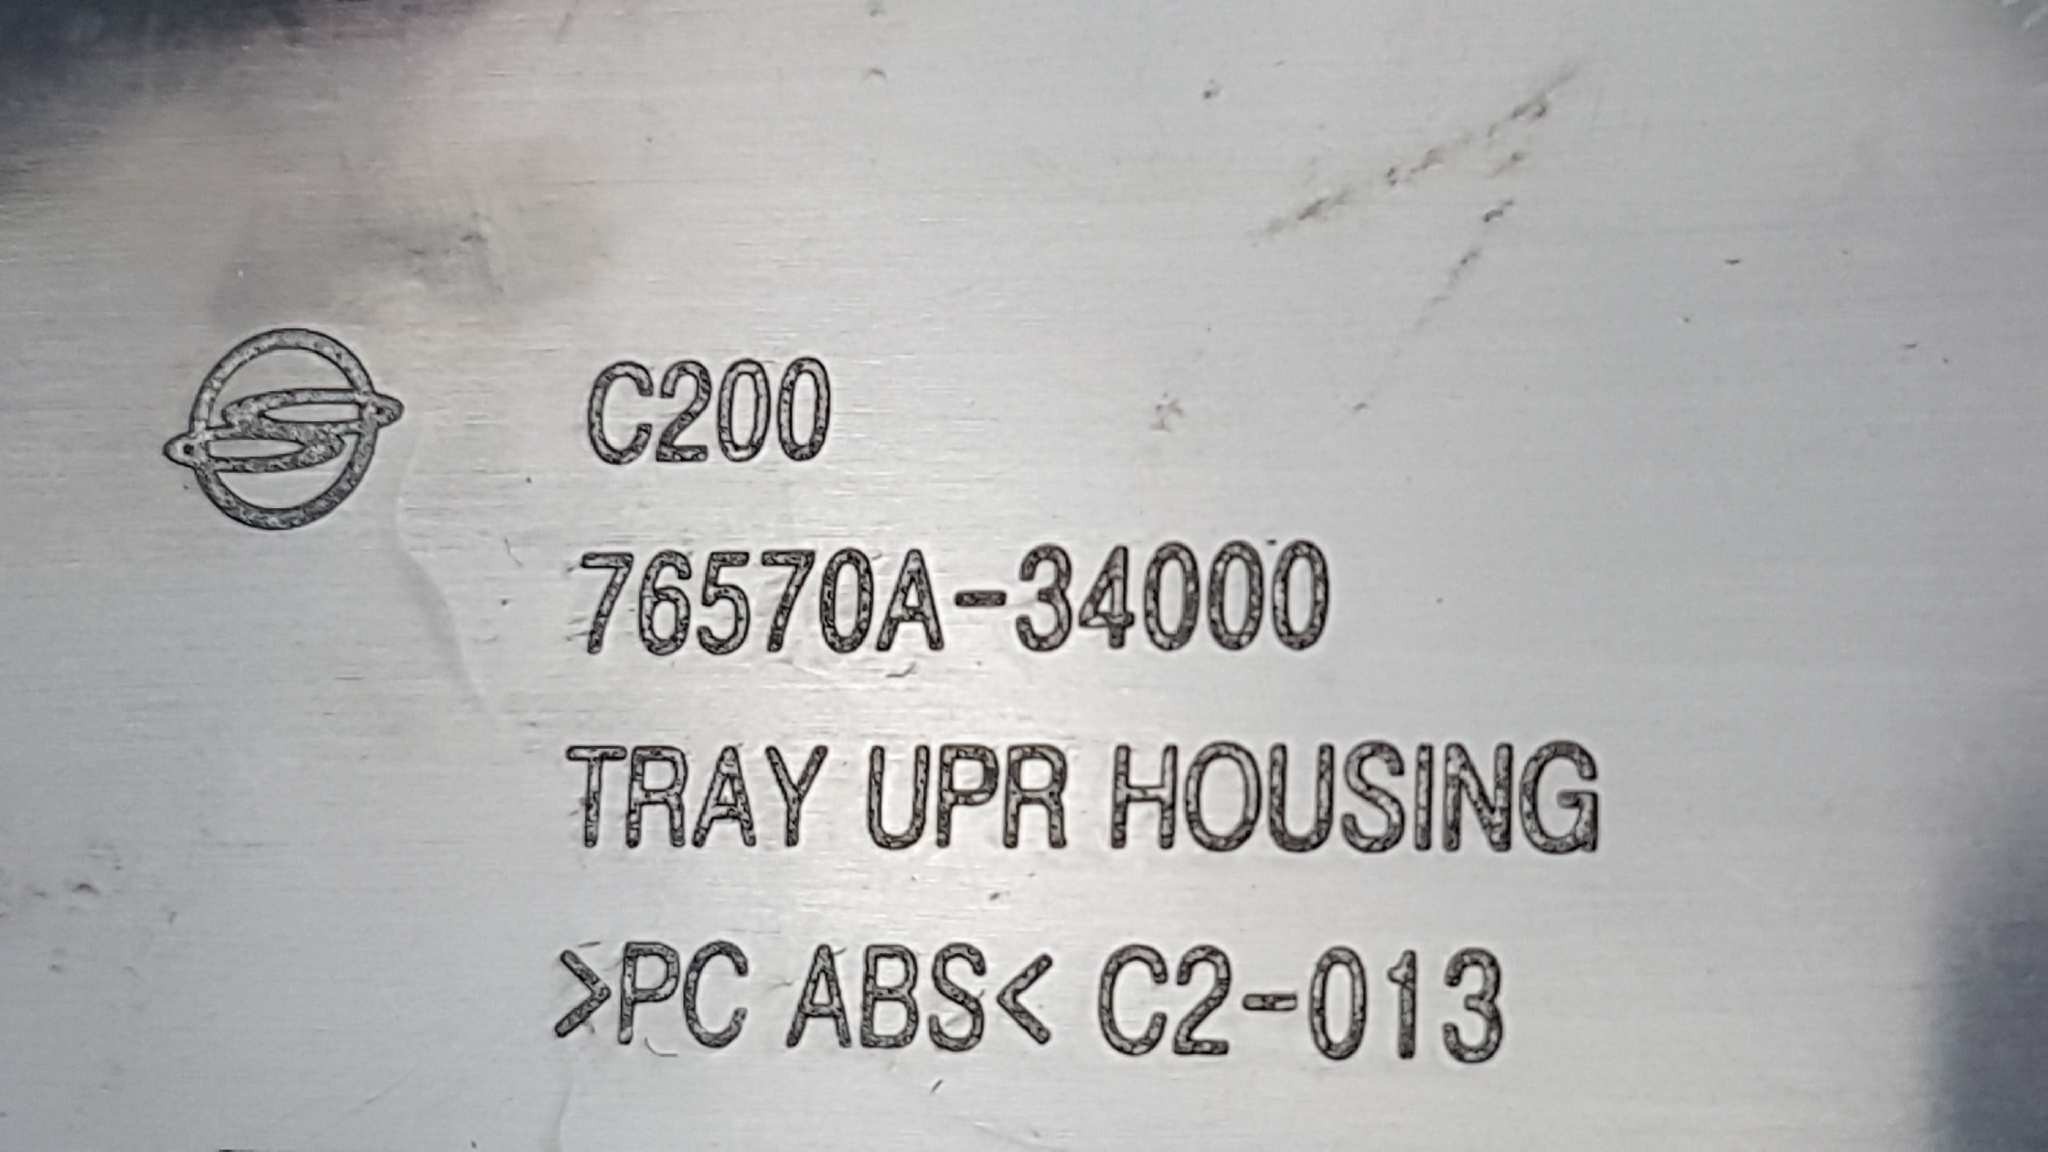 C200
76570A-34000
TRAY UPR HOUSING
>PC ABS< C2-013